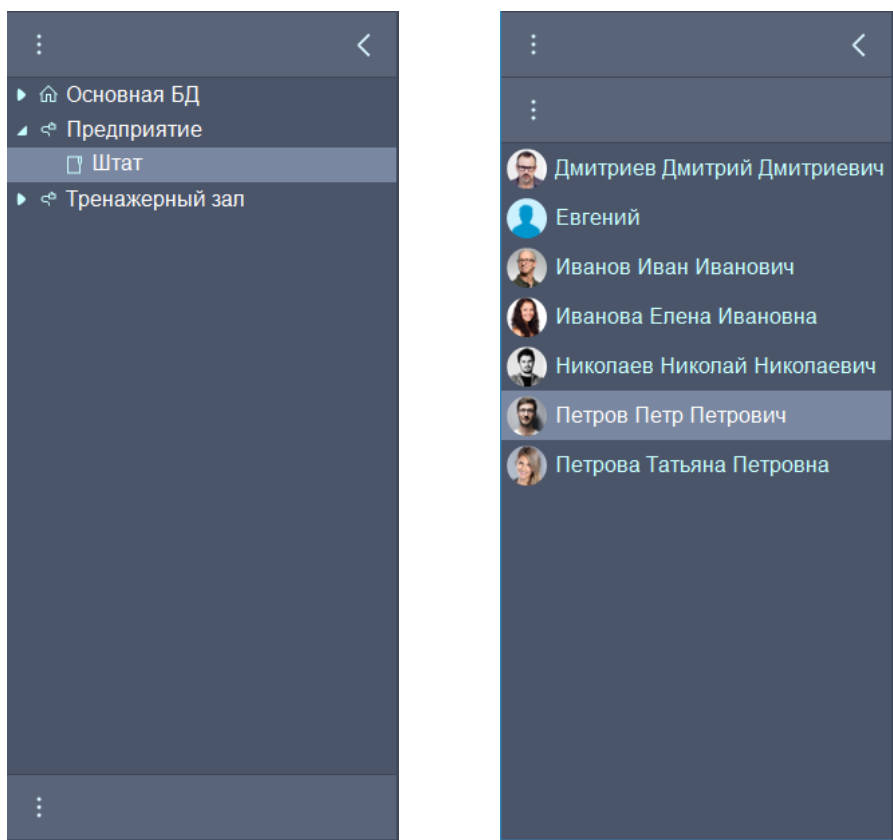 Основная БД
Предприятие
Штат
Тренажерный зал
Дмитриев Дмитрий Дмитриевич
Евгений
Иванов Иван Иванович
Иванова Елена Ивановна
Николаев Николай Николаевич
Петров Петр Петрович
Петрова Татьяна Петровна